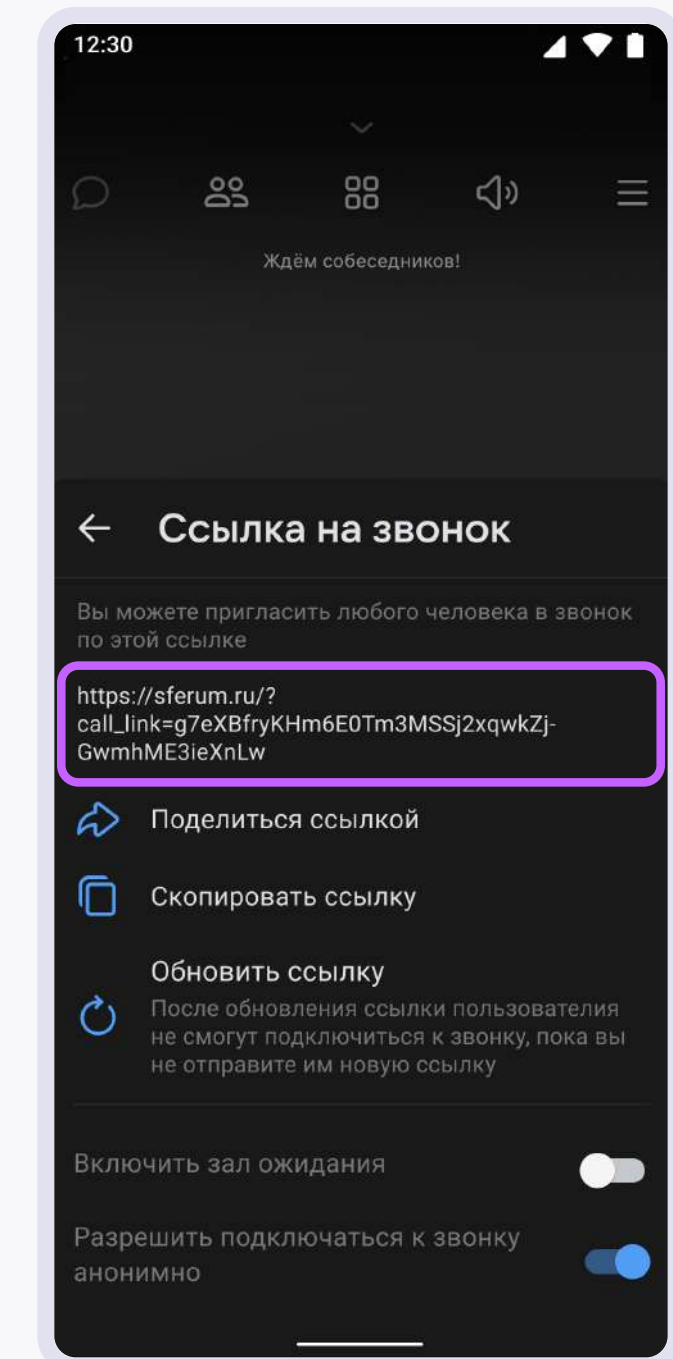 12:30
Ждём собеседников!
Ссылка на звонок
Вы можете пригласить любого человека в звонок
по этой ссылке
https://sferum.ru/?
call_link=g7eXBfryKHm6E0Tm3MSSj2xqwkZj-
GwmhME3ieXnLw
Поделиться ссылкой
Скопировать ссылку
Обновить ссылку
После обновления ссылки пользователия
не смогут подключиться к звонку, пока вы
не отправите им новую ссылку
Включить зал ожидания
Разрешить подключаться к звонку
анонимно